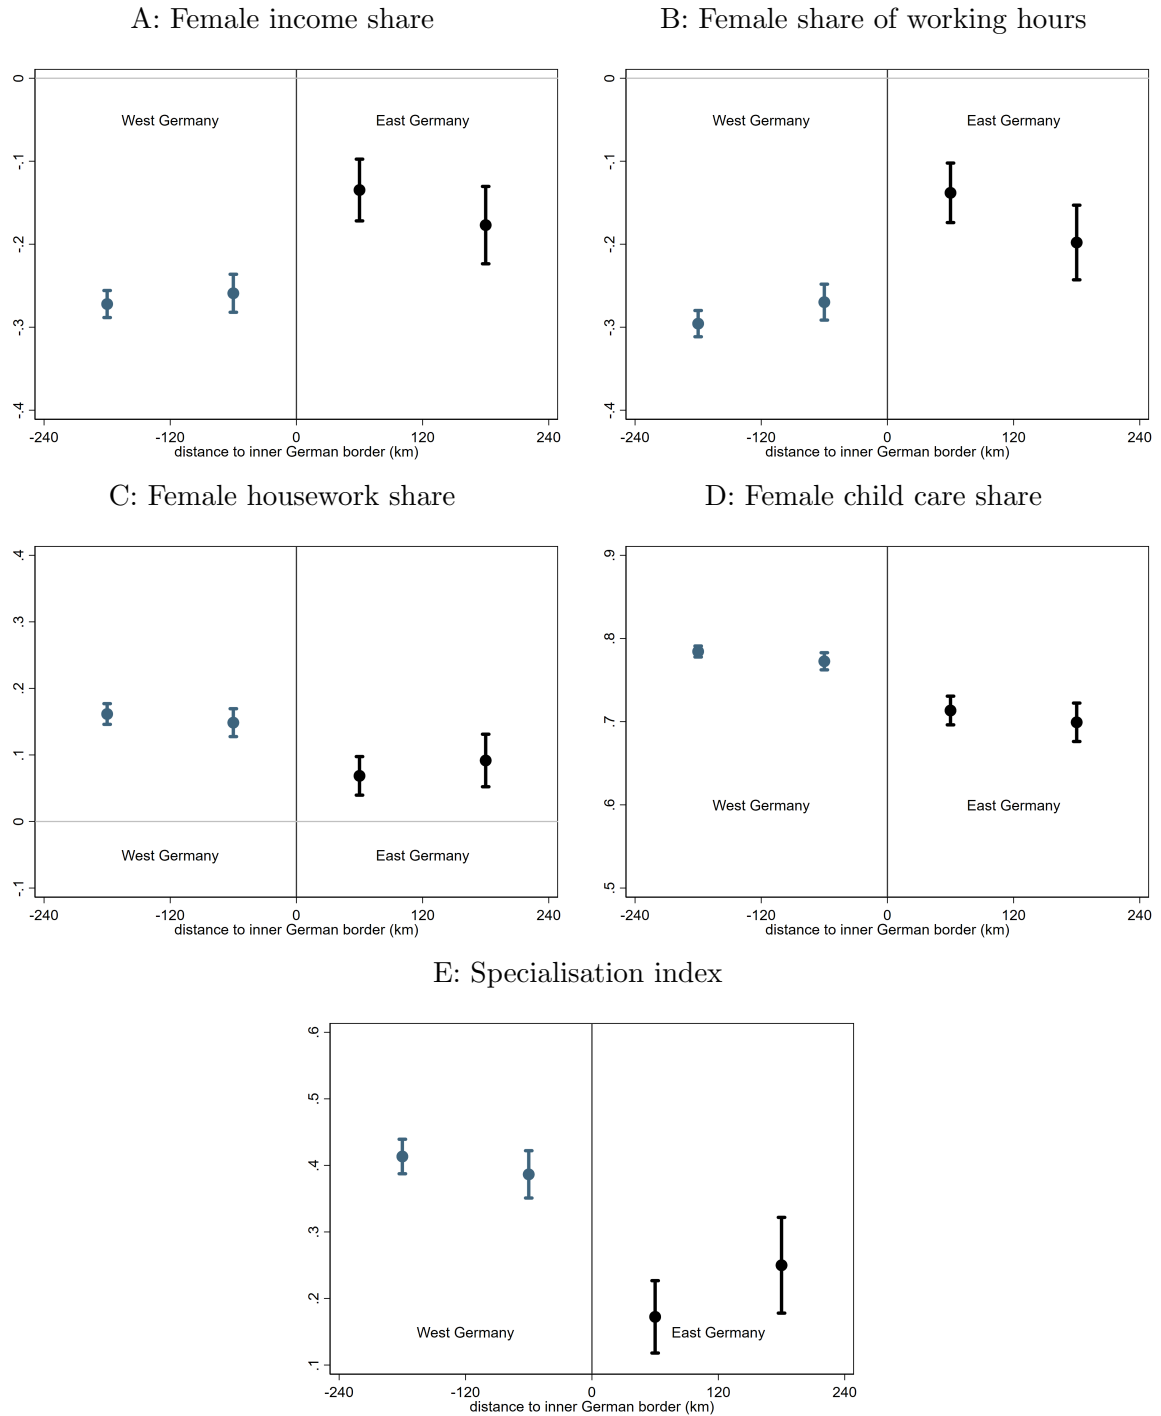 A: Female income share
0
-.1
-.2
-.3
-.4
West Germany
East Germany
-240 -120 0 120 240
distance to inner German border (km)
B: Female share of working hours
0
-.1
-.2
-.3
-.4
West Germany
East Germany
-240 -120 0 120 240
distance to inner German border (km)
C: Female housework share
.4
.3
.2
.1
0
-.1
West Germany
East Germany
-240 -120 0 120 240
distance to inner German border (km)
D: Female child care share
.9
.8
.7
.6
.5
West Germany
East Germany
-240 -120 0 120 240
distance to inner German border (km)
E: Specialisation index
.6
.5
.4
.3
.2
.1
West Germany
East Germany
-240 -120 0 120 240
distance to inner German border (km)